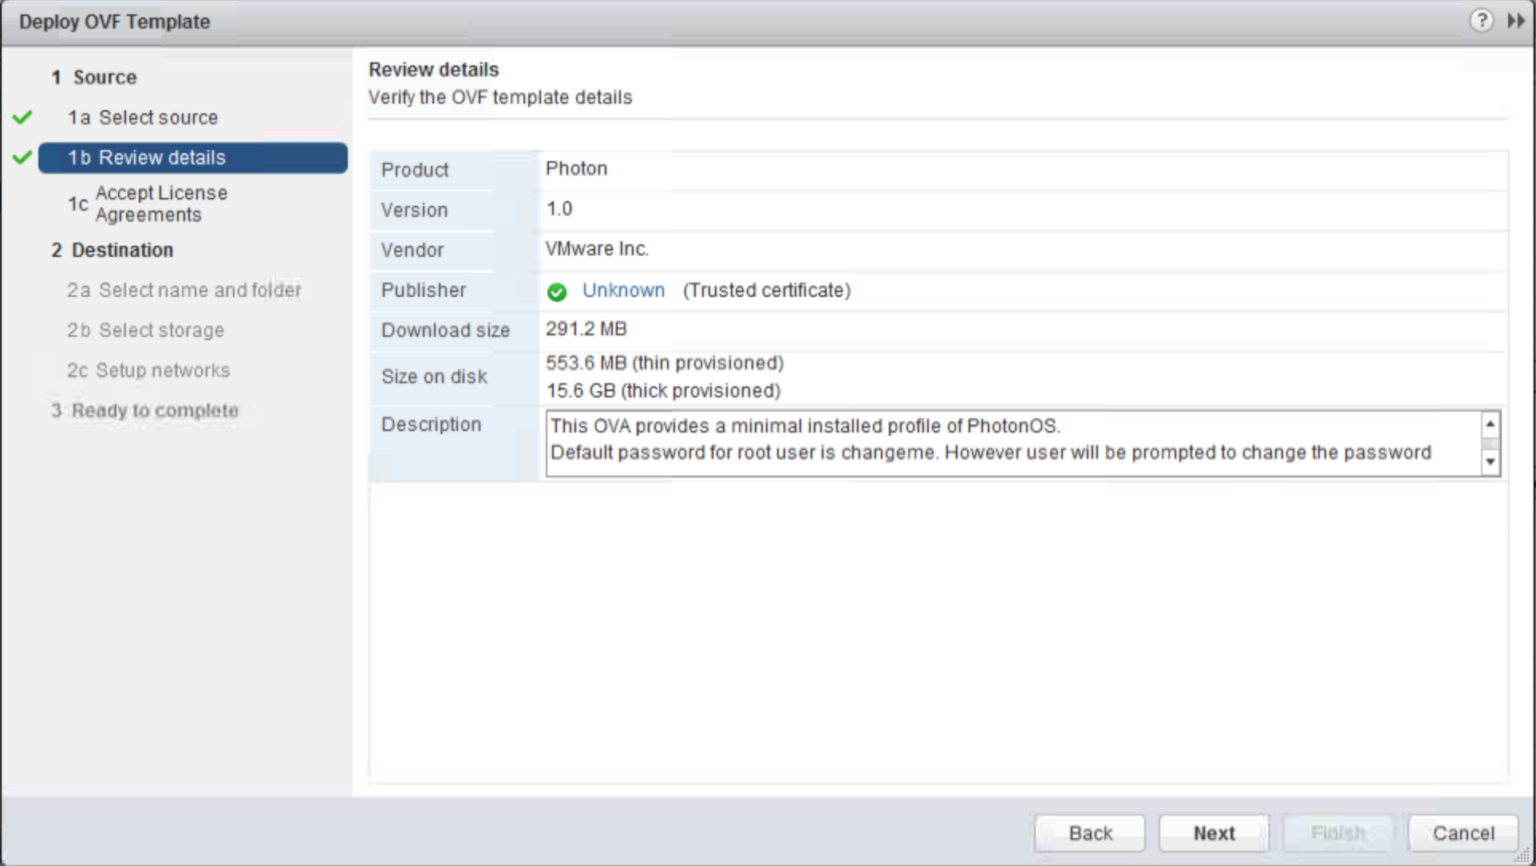 Deploy OVF Template
?
1 Source
1a Select source
1b Review details
1c Accept License
Agreements
2 Destination
2a Select name and folder
2b Select storage
2c Setup networks
3 Ready to complete
Review details
Verify the OVF template details
Product Photon
Version 1.0
Vendor VMware Inc.
Publisher Unknown (Trusted certificate)
Download size 291.2 MB
Size on disk 553.6 MB (thin provisioned)
15.6 GB (thick provisioned)
Description This OVA provides a minimal installed profile of PhotonOS.
Default password for root user is changeme. However user will be prompted to change the password
Back Next Finish Cancel